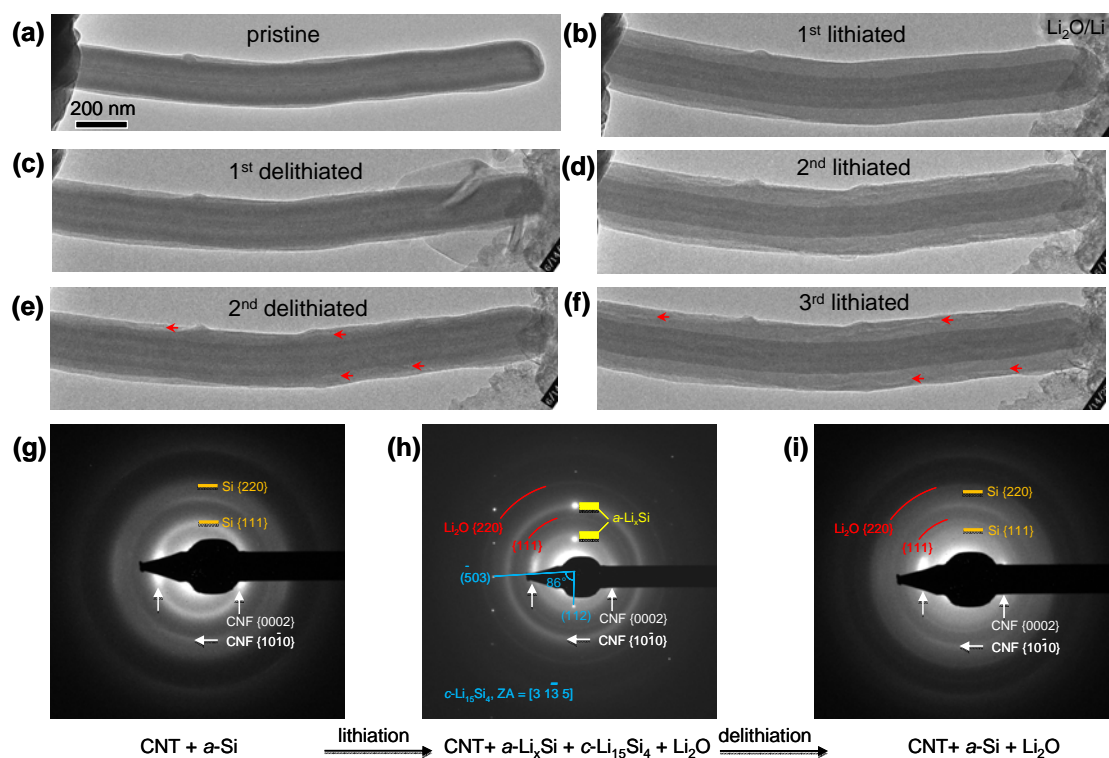 (a) pristine
200 nm
(b) 1st lithiated Li2O/Li
(c) 1st delithiated
(d) 2nd lithiated
(e) 2nd delithiated
(f) 3rd lithiated
(g)
Si {220}
Si {111}
CNF {0002}
CNF {101̄0}
(h)
Li2O {220}
{111}
a-LixSi
(5̄03)
86°
(112)
CNF {0002}
CNF {101̄0}
c-Li15Si4, ZA = [3 1̄3̄ 5]
(i)
Si {220}
Li2O {220}
Si {111}
{111}
CNF {0002}
CNF {101̄0}
CNT + a-Si lithiation CNT+ a-LixSi + c-Li15Si4 + Li2O delithiation CNT+ a-Si + Li2O